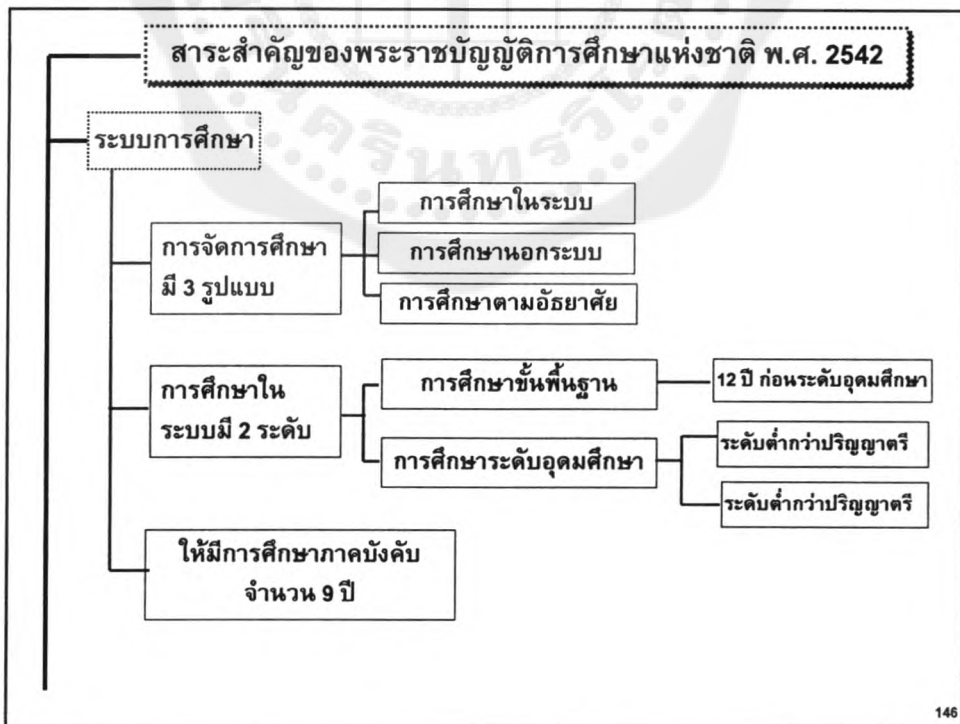 สาระสำคัญของพระราชบัญญัติการศึกษาแห่งชาติ พ.ศ. 2542
ระบบการศึกษา
การจัดการศึกษา
มี 3 รูปแบบ
การศึกษาในระบบ
การศึกษานอกระบบ
การศึกษาตามอัธยาศัย
การศึกษาใน
ระบบมี 2 ระดับ
การศึกษาขั้นพื้นฐาน
12 ปี ก่อนระดับอุดมศึกษา
การศึกษาระดับอุดมศึกษา
ระดับต่ำกว่าปริญญาตรี
ระดับต่ำกว่าปริญญาตรี
ให้มีการศึกษาภาคบังคับ
จำนวน 9 ปี
146